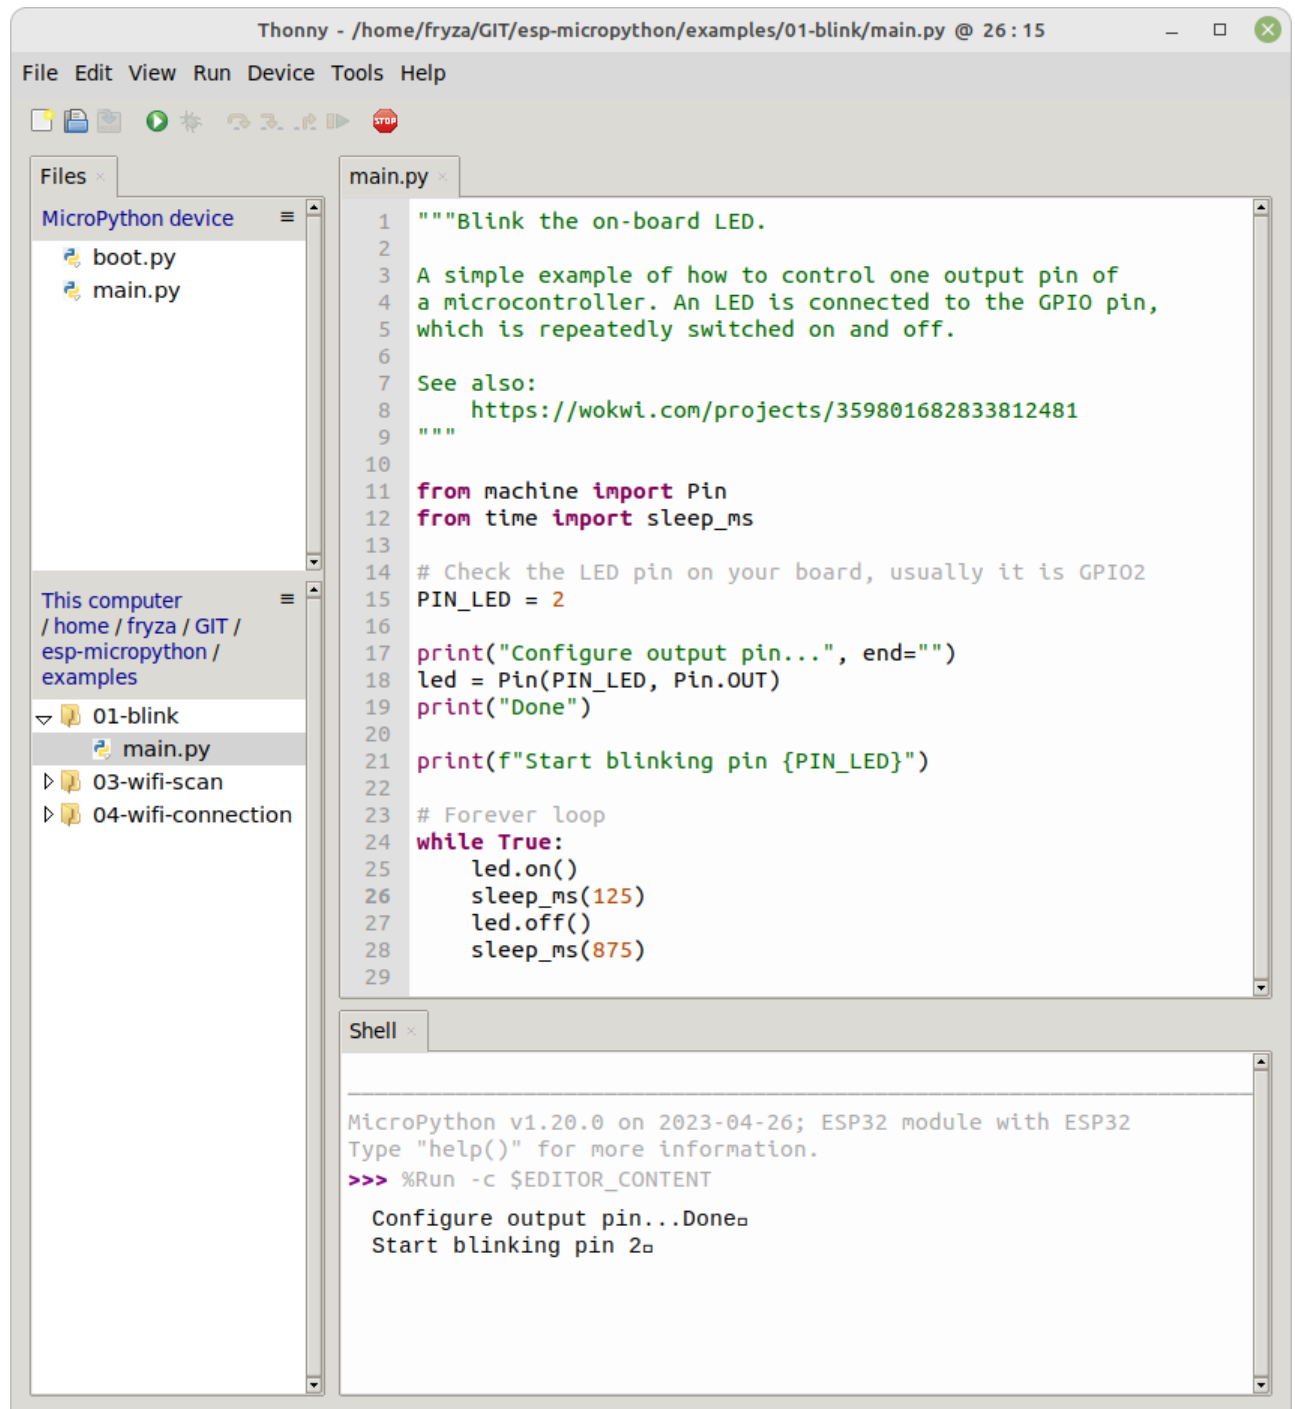 Thonny - /home/fryza/GIT/esp-micropython/examples/01-blink/main.py @ 26:15
File Edit View Run Device Tools Help
STOP
Files
MicroPython device
boot.py
main.py
This computer
/ home / fryza / GIT /
esp-micropython /
examples
01-blink
main.py
03-wifi-scan
04-wifi-connection
main.py
1 """Blink the on-board LED.
2
3 A simple example of how to control one output pin of
4 a microcontroller. An LED is connected to the GPIO pin,
5 which is repeatedly switched on and off.
6
7 See also:
8     https://wokwi.com/projects/359801682833812481
9 """
10
11 from machine import Pin
12 from time import sleep_ms
13
14 # Check the LED pin on your board, usually it is GPIO2
15 PIN_LED = 2
16
17 print("Configure output pin...", end="")
18 led = Pin(PIN_LED, Pin.OUT)
19 print("Done")
20
21 print(f"Start blinking pin {PIN_LED}")
22
23 # Forever loop
24 while True:
25     led.on()
26     sleep_ms(125)
27     led.off()
28     sleep_ms(875)
29
Shell
MicroPython v1.20.0 on 2023-04-26; ESP32 module with ESP32
Type "help()" for more information.
>>> %Run -c $EDITOR_CONTENT
Configure output pin...Done
Start blinking pin 2